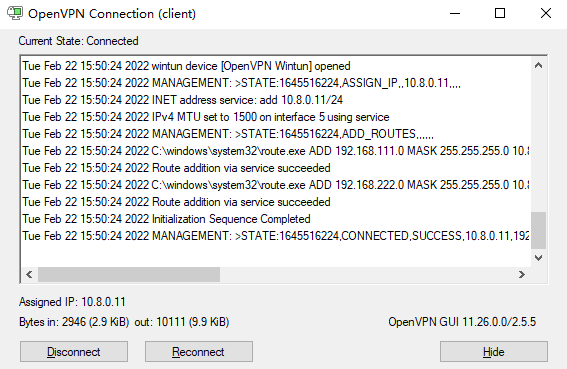 OpenVPN Connection (client)
Current State: Connected
Tue Feb 22 15:50:24 2022 wintun device [OpenVPN Wintun] opened
Tue Feb 22 15:50:24 2022 MANAGEMENT: >STATE:1645516224,ASSIGN_IP,,10.8.0.11,,,,
Tue Feb 22 15:50:24 2022 INET address service: add 10.8.0.11/24
Tue Feb 22 15:50:24 2022 IPv4 MTU set to 1500 on interface 5 using service
Tue Feb 22 15:50:24 2022 MANAGEMENT: >STATE:1645516224,ADD_ROUTES,,,,,,
Tue Feb 22 15:50:24 2022 C:\windows\system32\route.exe ADD 192.168.111.0 MASK 255.255.255.0 10.8
Tue Feb 22 15:50:24 2022 Route addition via service succeeded
Tue Feb 22 15:50:24 2022 C:\windows\system32\route.exe ADD 192.168.222.0 MASK 255.255.255.0 10.8
Tue Feb 22 15:50:24 2022 Route addition via service succeeded
Tue Feb 22 15:50:24 2022 Initialization Sequence Completed
Tue Feb 22 15:50:24 2022 MANAGEMENT: >STATE:1645516224,CONNECTED,SUCCESS,10.8.0.11,192
Assigned IP: 10.8.0.11
Bytes in: 2946 (2.9 KiB) out: 10111 (9.9 KiB) OpenVPN GUI 11.26.0.0/2.5.5
Disconnect Reconnect Hide